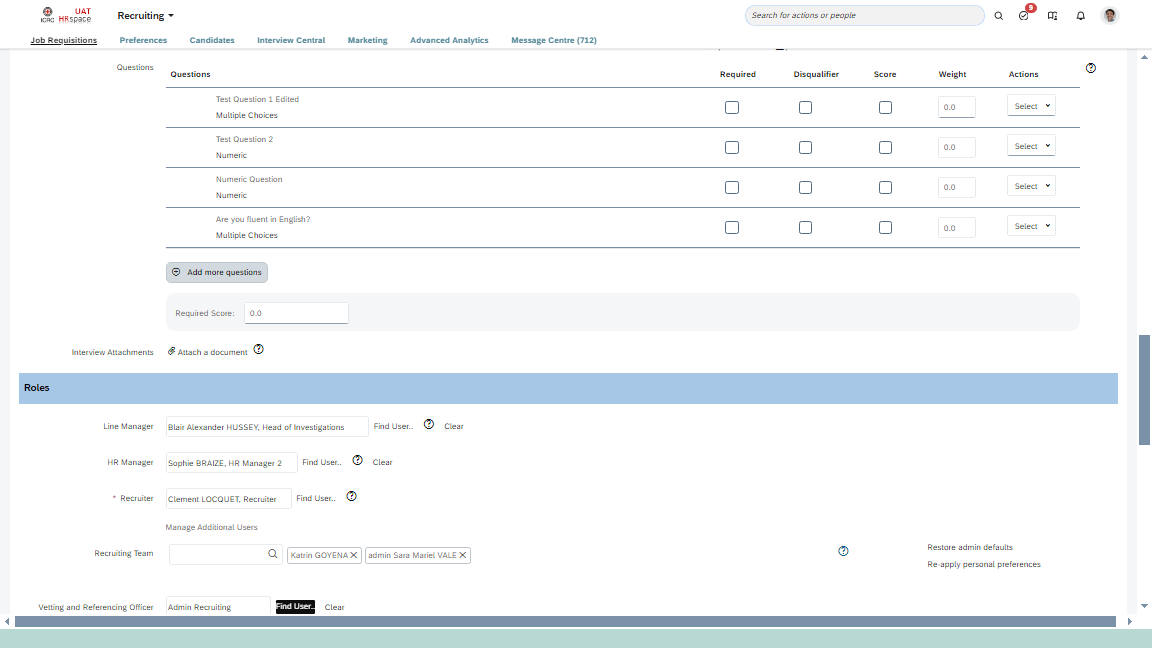 ICRC
UAT
HRspace
Recruiting
Search for actions or people
9
Job Requisitions
Preferences
Candidates
Interview Central
Marketing
Advanced Analytics
Message Centre (712)
Questions
Questions
Required
Disqualifier
Score
Weight
Actions
Test Question 1 Edited
Multiple Choices
0.0
Select
Test Question 2
Numeric
0.0
Select
Numeric Question
Numeric
0.0
Select
Are you fluent in English?
Multiple Choices
0.0
Select
Add more questions
Required Score:
0.0
Interview Attachments
Attach a document
Roles
Line Manager
Blair Alexander HUSSEY, Head of Investigations
Find User..
Clear
HR Manager
Sophie BRAIZE, HR Manager 2
Find User..
Clear
* Recruiter
Clement LOCQUET, Recruiter
Find User..
Manage Additional Users
Recruiting Team
Katrin GOYENA
admin Sara Mariel VALE
Restore admin defaults
Re-apply personal preferences
Vetting and Referencing Officer
Admin Recruiting
Find User..
Clear